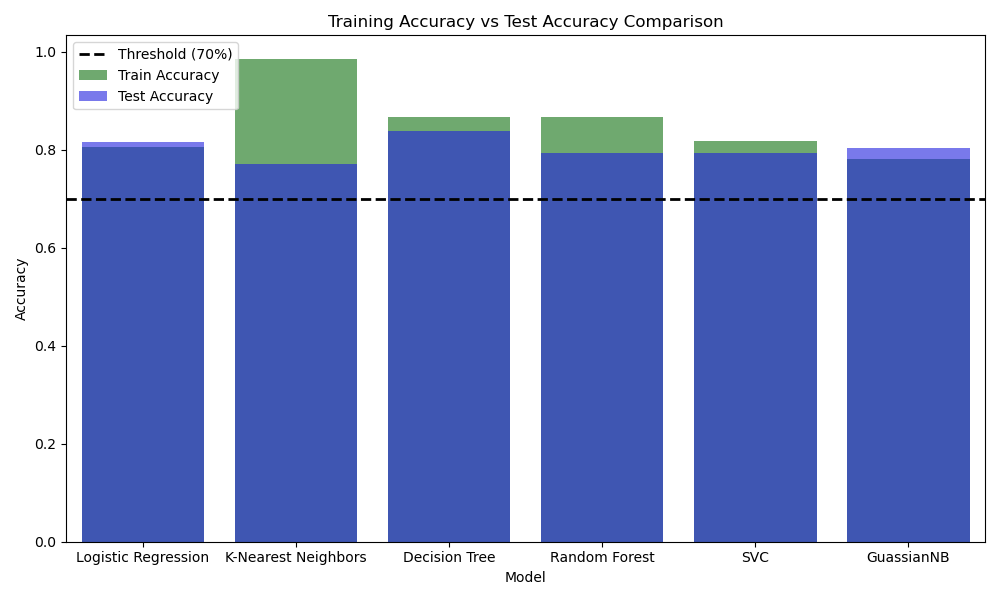 Training Accuracy vs Test Accuracy Comparison
Threshold (70%)
Train Accuracy
Test Accuracy
1.0
0.8
0.6
0.4
0.2
0.0
Accuracy
Logistic Regression
K-Nearest Neighbors
Decision Tree
Random Forest
SVC
GuassianNB
Model